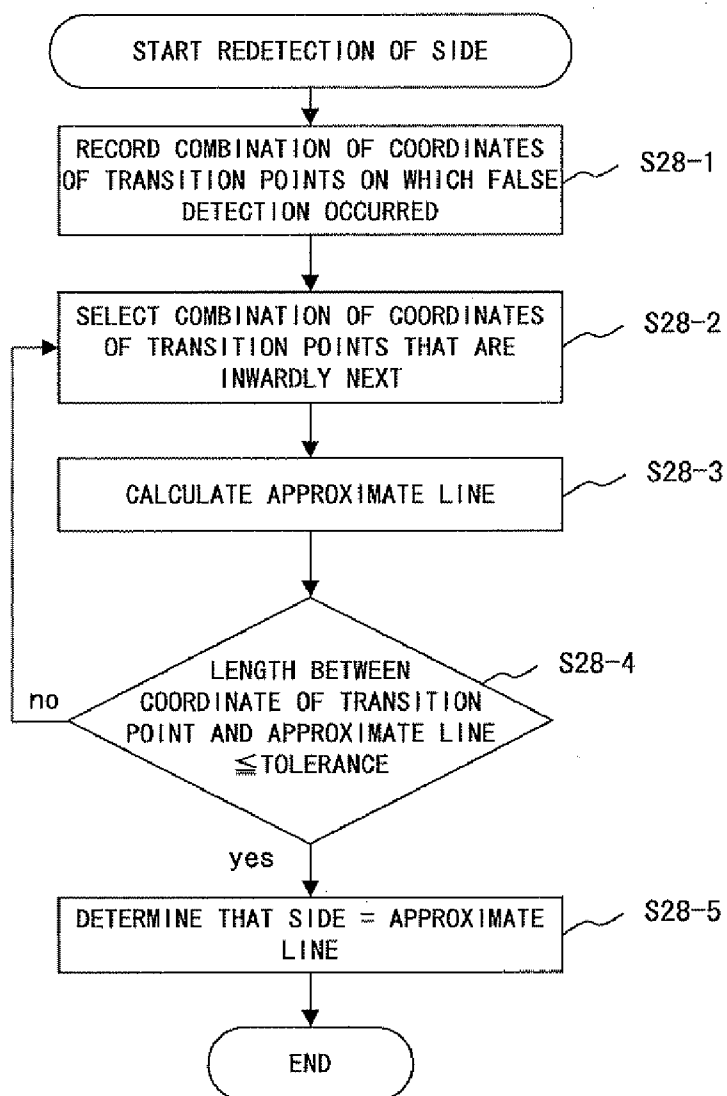 START REDETECTION OF SIDE
RECORD COMBINATION OF COORDINATES
OF TRANSITION POINTS ON WHICH FALSE
DETECTION OCCURRED
S28-1
SELECT COMBINATION OF COORDINATES
OF TRANSITION POINTS THAT ARE
INWARDLY NEXT
S28-2
CALCULATE APPROXIMATE LINE
S28-3
LENGTH BETWEEN
COORDINATE OF TRANSITION
POINT AND APPROXIMATE LINE
≦TOLERANCE
S28-4
no
yes
DETERMINE THAT SIDE = APPROXIMATE
LINE
S28-5
END